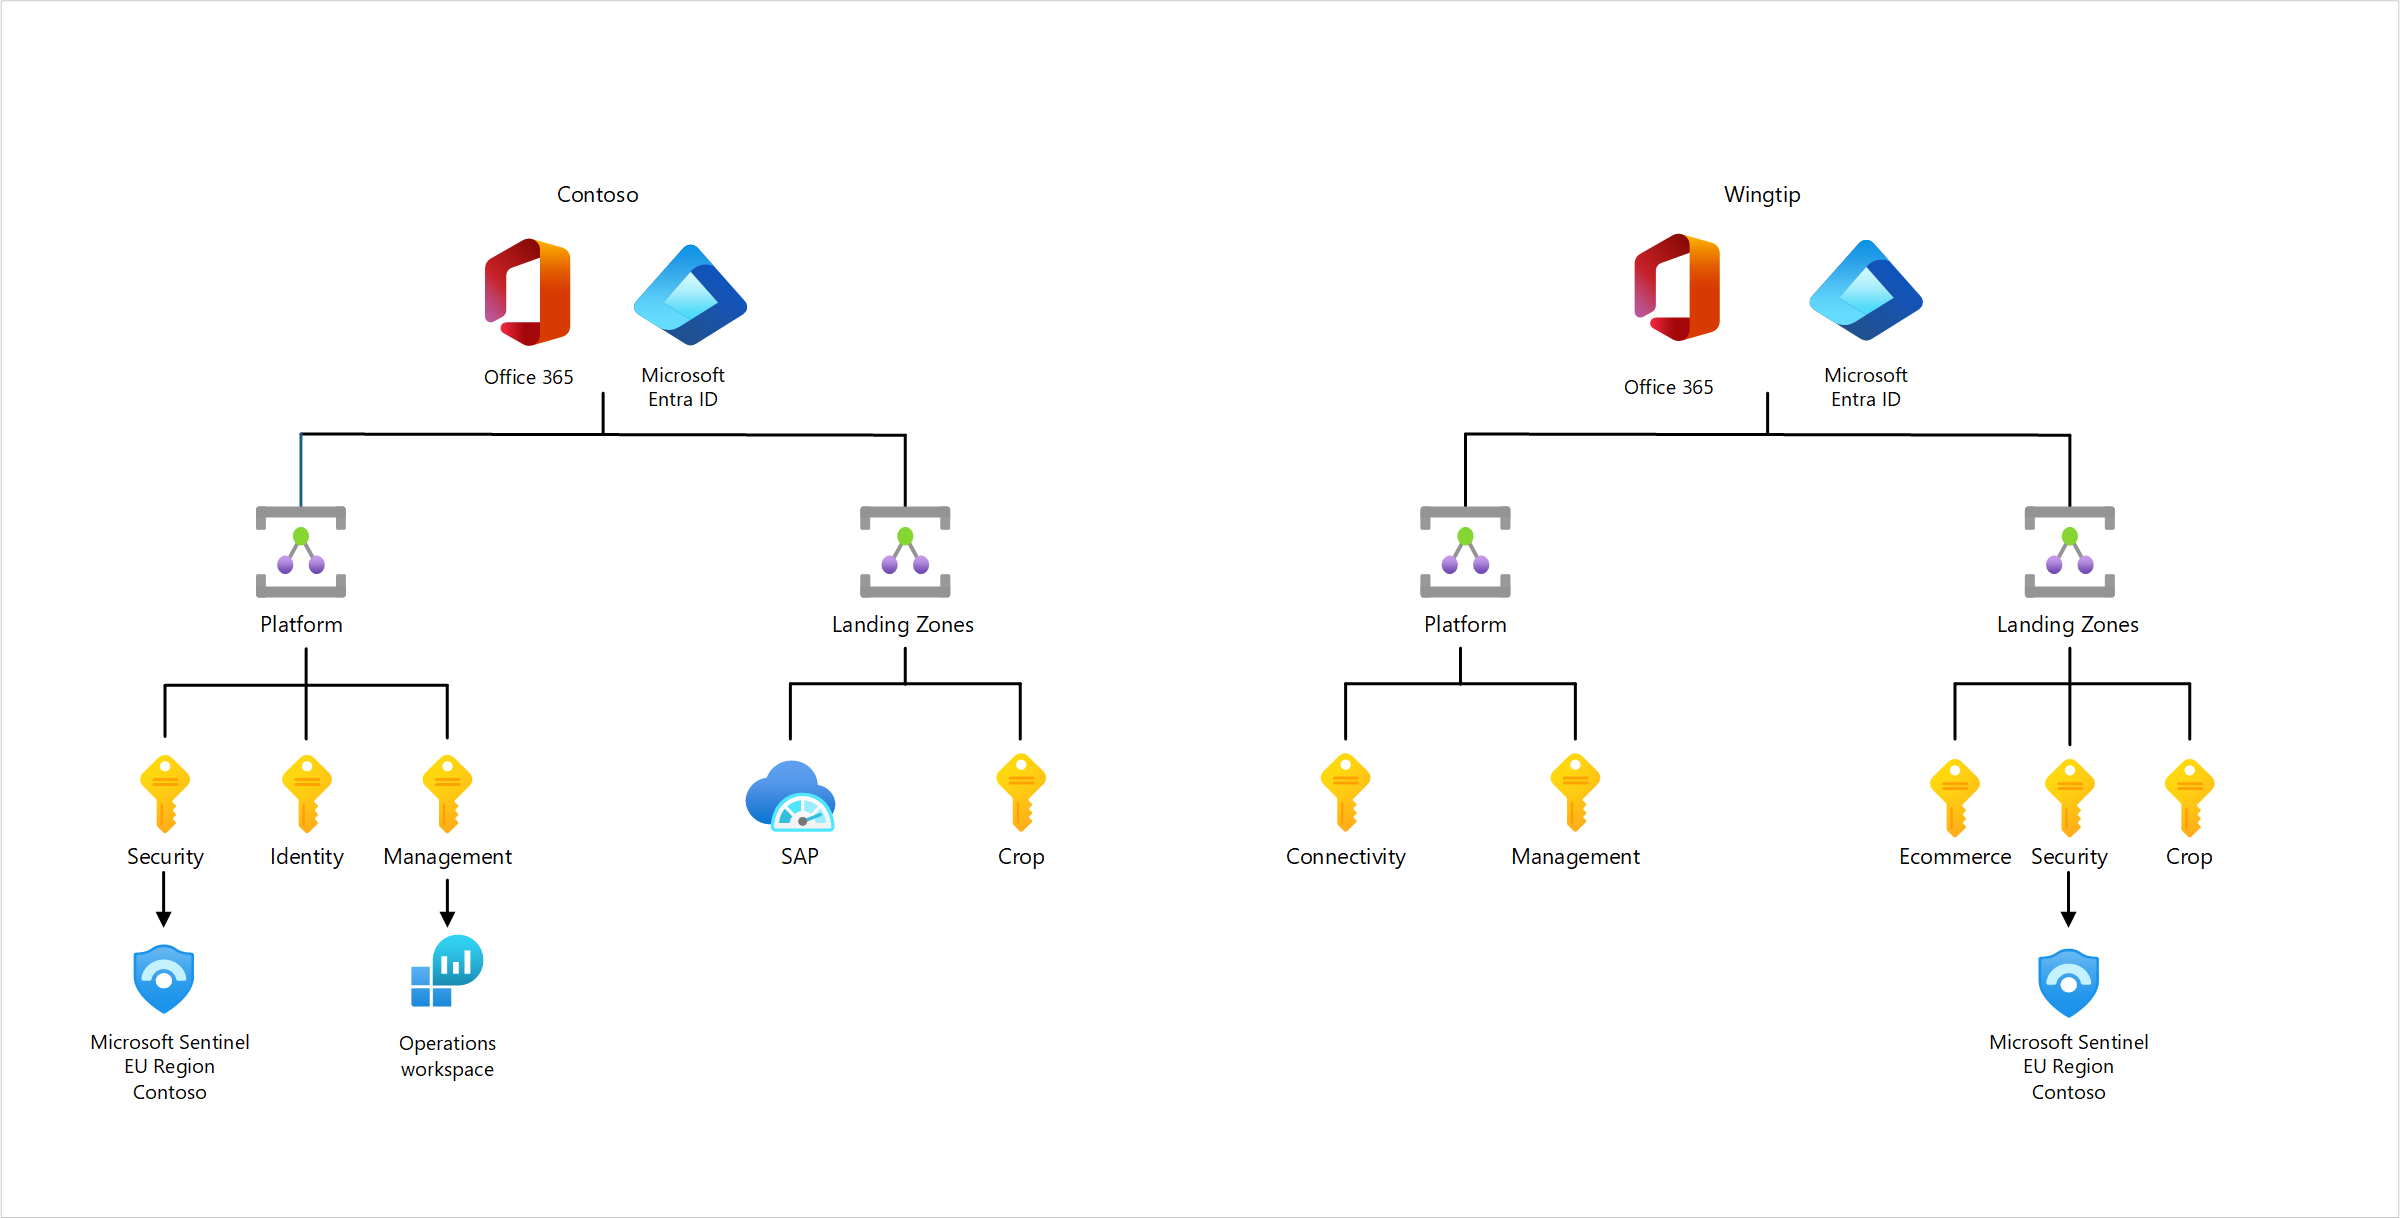 Contoso
Wingtip
Office 365
Microsoft
Entra ID
Office 365
Microsoft
Entra ID
Platform
Landing Zones
Platform
Landing Zones
Security
Identity
Management
SAP
Crop
Connectivity
Management
Ecommerce
Security
Crop
Microsoft Sentinel
EU Region
Contoso
Operations
workspace
Microsoft Sentinel
EU Region
Contoso